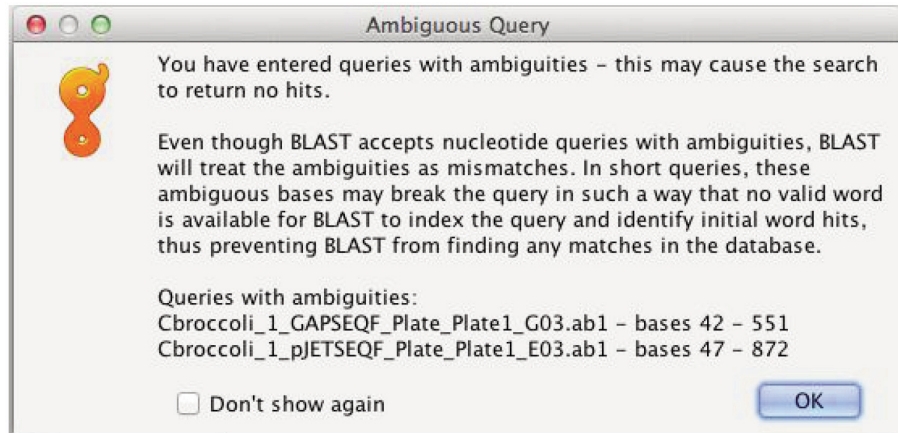 Ambiguous Query
You have entered queries with ambiguities – this may cause the search
to return no hits.
Even though BLAST accepts nucleotide queries with ambiguities, BLAST
will treat the ambiguities as mismatches. In short queries, these
ambiguous bases may break the query in such a way that no valid word
is available for BLAST to index the query and identify initial word hits,
thus preventing BLAST from finding any matches in the database.
Queries with ambiguities:
Cbroccoli_1_GAPSEQF_Plate_Plate1_G03.ab1 – bases 42 – 551
Cbroccoli_1_pJETSEQF_Plate_Plate1_E03.ab1 – bases 47 – 872
Don't show again
OK